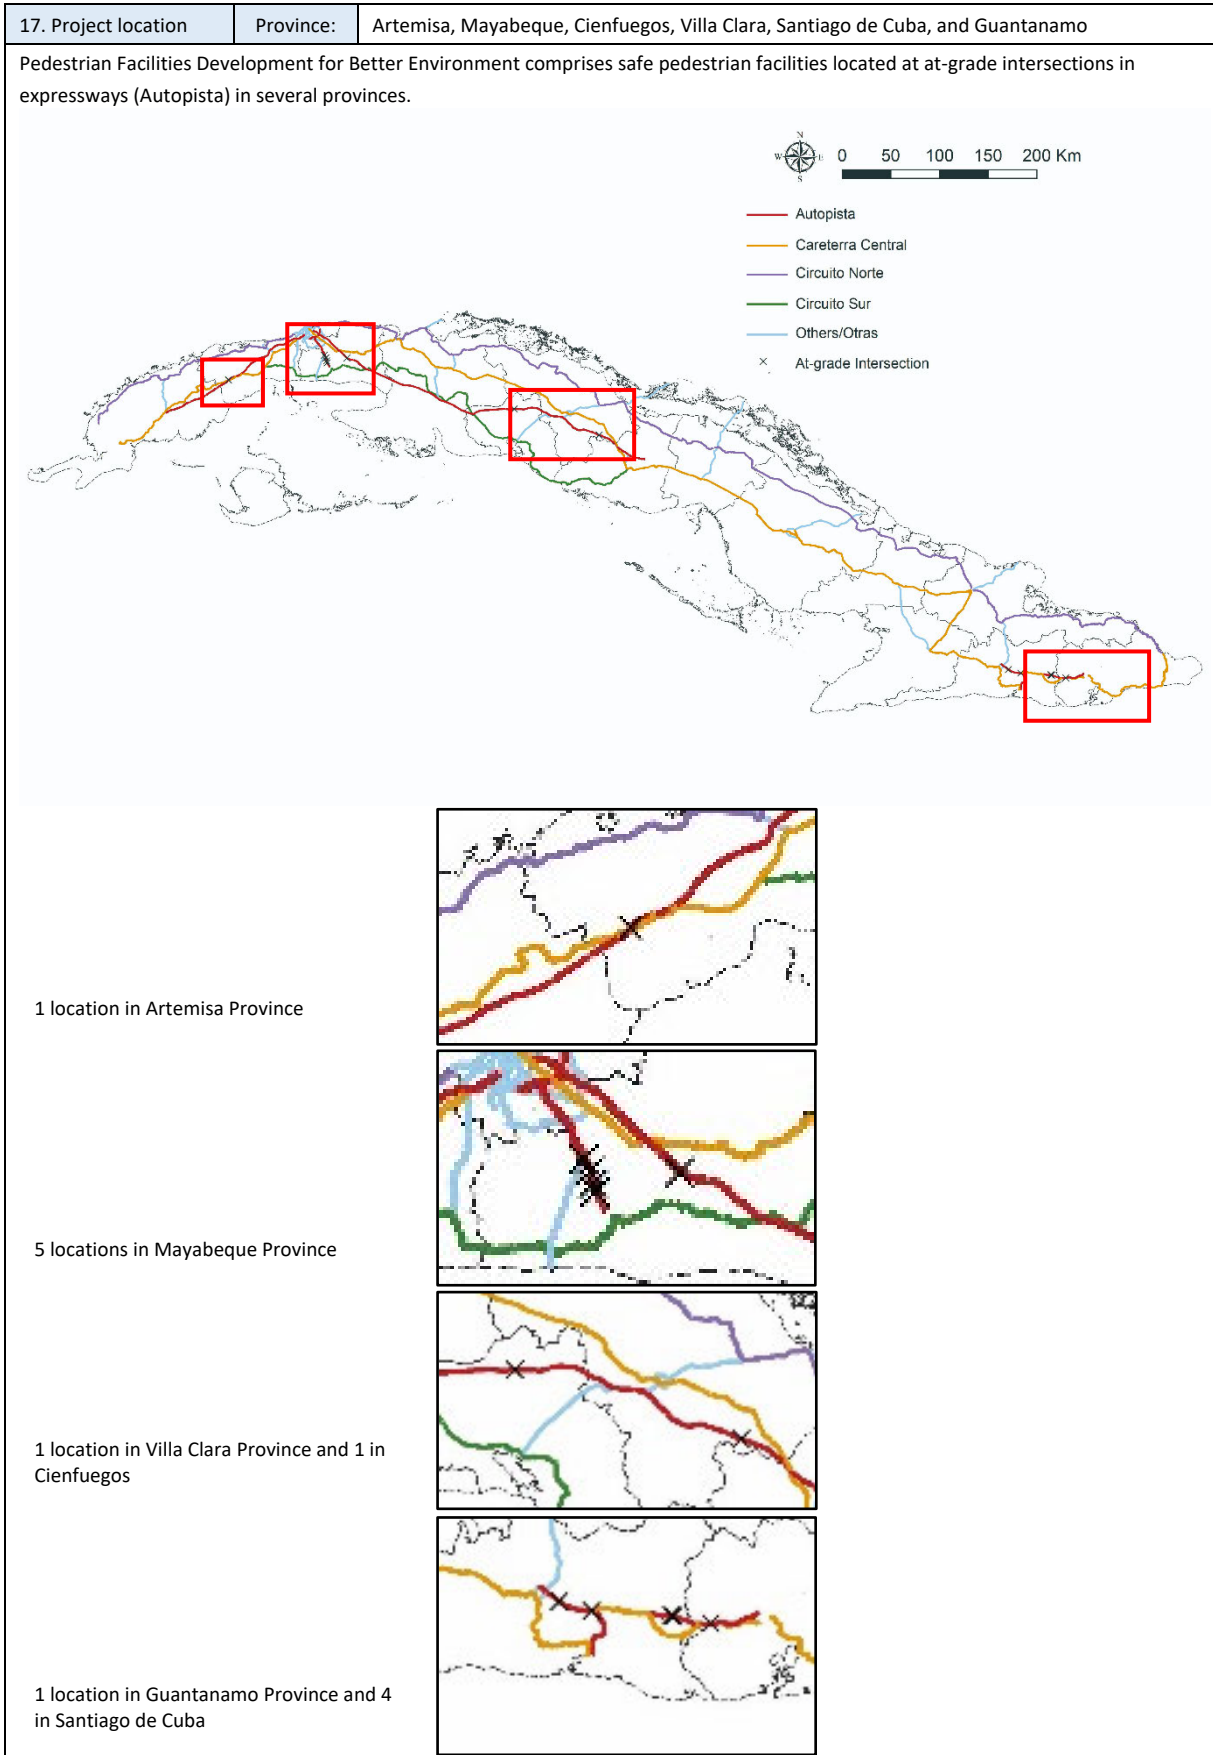 17. Project location Province: Artemisa, Mayabeque, Cienfuegos, Villa Clara, Santiago de Cuba, and Guantanamo
Pedestrian Facilities Development for Better Environment comprises safe pedestrian facilities located at at-grade intersections in
expressways (Autopista) in several provinces.
N
W E
S
0 50 100 150 200 Km
Autopista
Careterra Central
Circuito Norte
Circuito Sur
Others/Otras
At-grade Intersection
1 location in Artemisa Province
5 locations in Mayabeque Province
1 location in Villa Clara Province and 1 in
Cienfuegos
1 location in Guantanamo Province and 4
in Santiago de Cuba